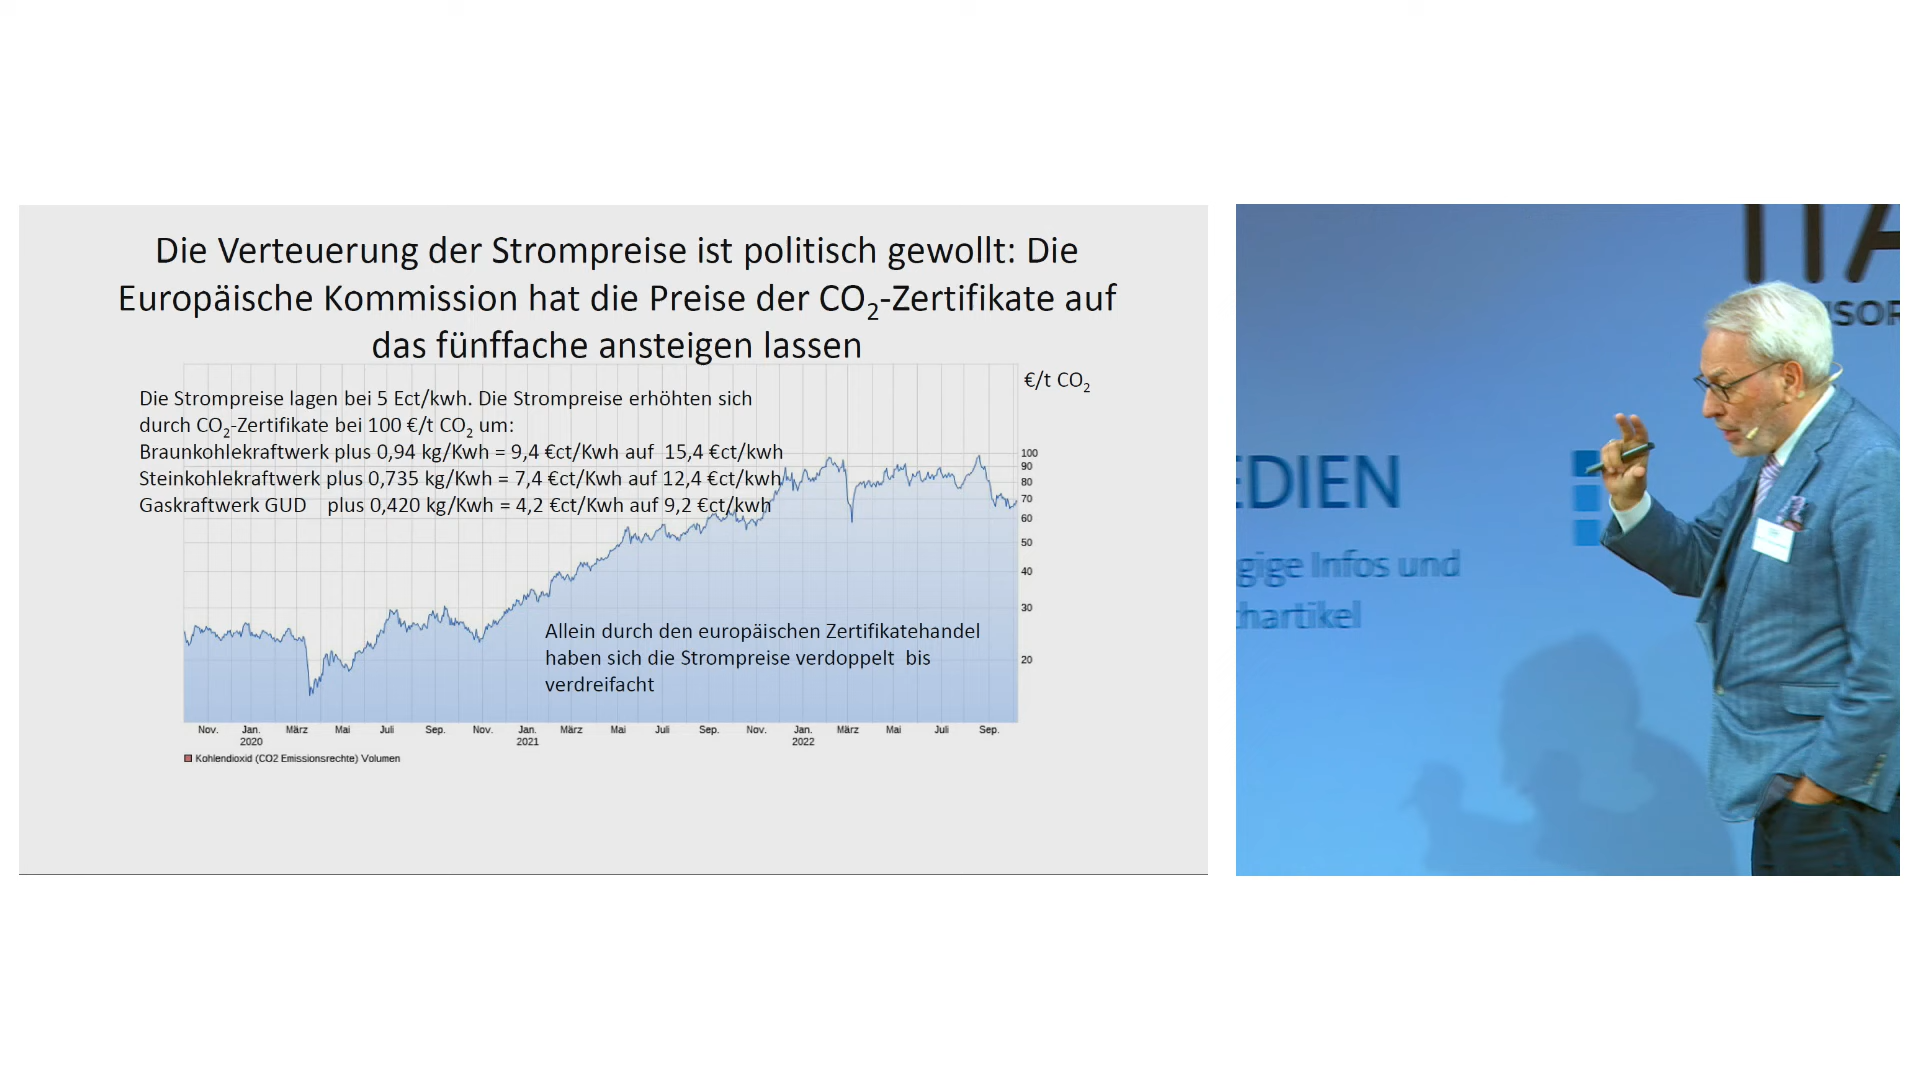 Die Verteuerung der Strompreise ist politisch gewollt: Die
Europäische Kommission hat die Preise der CO2-Zertifikate auf
das fünffache ansteigen lassen
€/t CO2
Die Strompreise lagen bei 5 Ect/kwh. Die Strompreise erhöhten sich
durch CO2-Zertifikate bei 100 €/t CO2 um:
Braunkohlekraftwerk plus 0,94 kg/Kwh = 9,4 €ct/Kwh auf 15,4 €ct/kwh
Steinkohlekraftwerk plus 0,735 kg/Kwh = 7,4 €ct/Kwh auf 12,4 €ct/kwh
Gaskraftwerk GUD plus 0,420 kg/Kwh = 4,2 €ct/Kwh auf 9,2 €ct/kwh
100
90
80
70
60
50
40
30
20
Allein durch den europäischen Zertifikatehandel
haben sich die Strompreise verdoppelt bis
verdreifacht
Nov. Jan. März Mai Juli Sep. Nov. Jan. März Mai Juli Sep. Nov. Jan. März Mai Juli Sep.
2020 2021 2022
Kohlendioxid (CO2 Emissionsrechte) Volumen
EDIEN
gige Infos und
hartikel